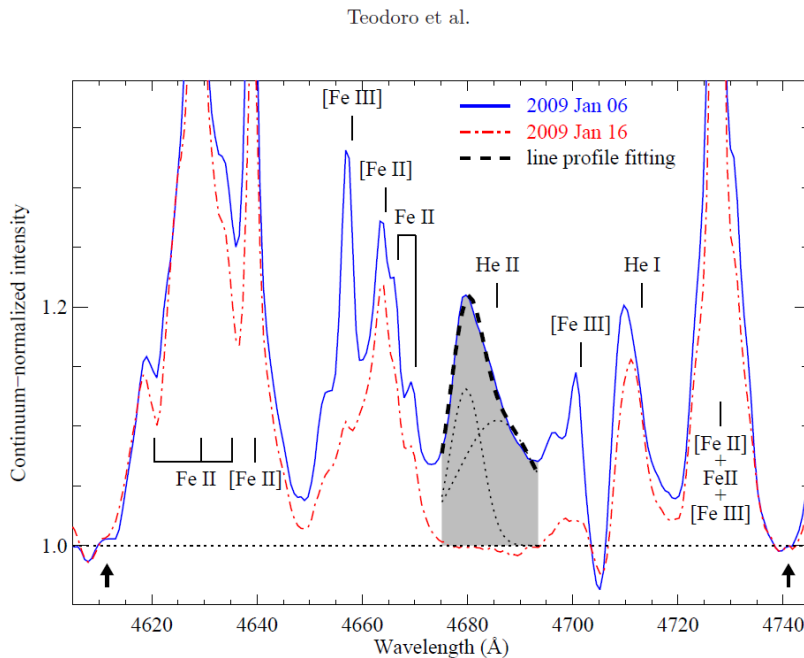 Teodoro et al.
2009 Jan 06
2009 Jan 16
line profile fitting
[Fe III]
[Fe II]
Fe II
He II
He I
[Fe III]
Fe II
[Fe II]
[Fe II]
+
FeII
+
[Fe III]
Continuum−normalized intensity
1.2
1.1
1.0
4620
4640
4660
4680
4700
4720
4740
Wavelength (Å)